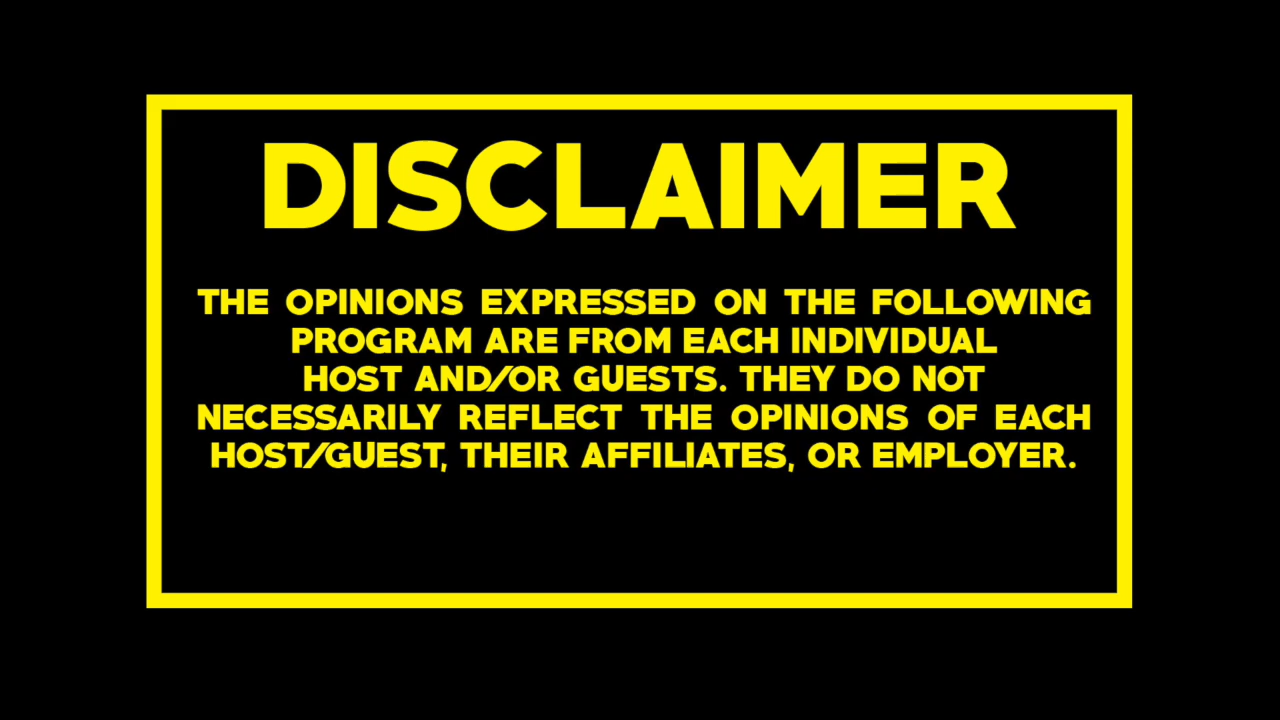 DISCLAIMER
THE OPINIONS EXPRESSED ON THE FOLLOWING
PROGRAM ARE FROM EACH INDIVIDUAL
HOST AND/OR GUESTS. THEY DO NOT
NECESSARILY REFLECT THE OPINIONS OF EACH
HOST/GUEST, THEIR AFFILIATES, OR EMPLOYER.